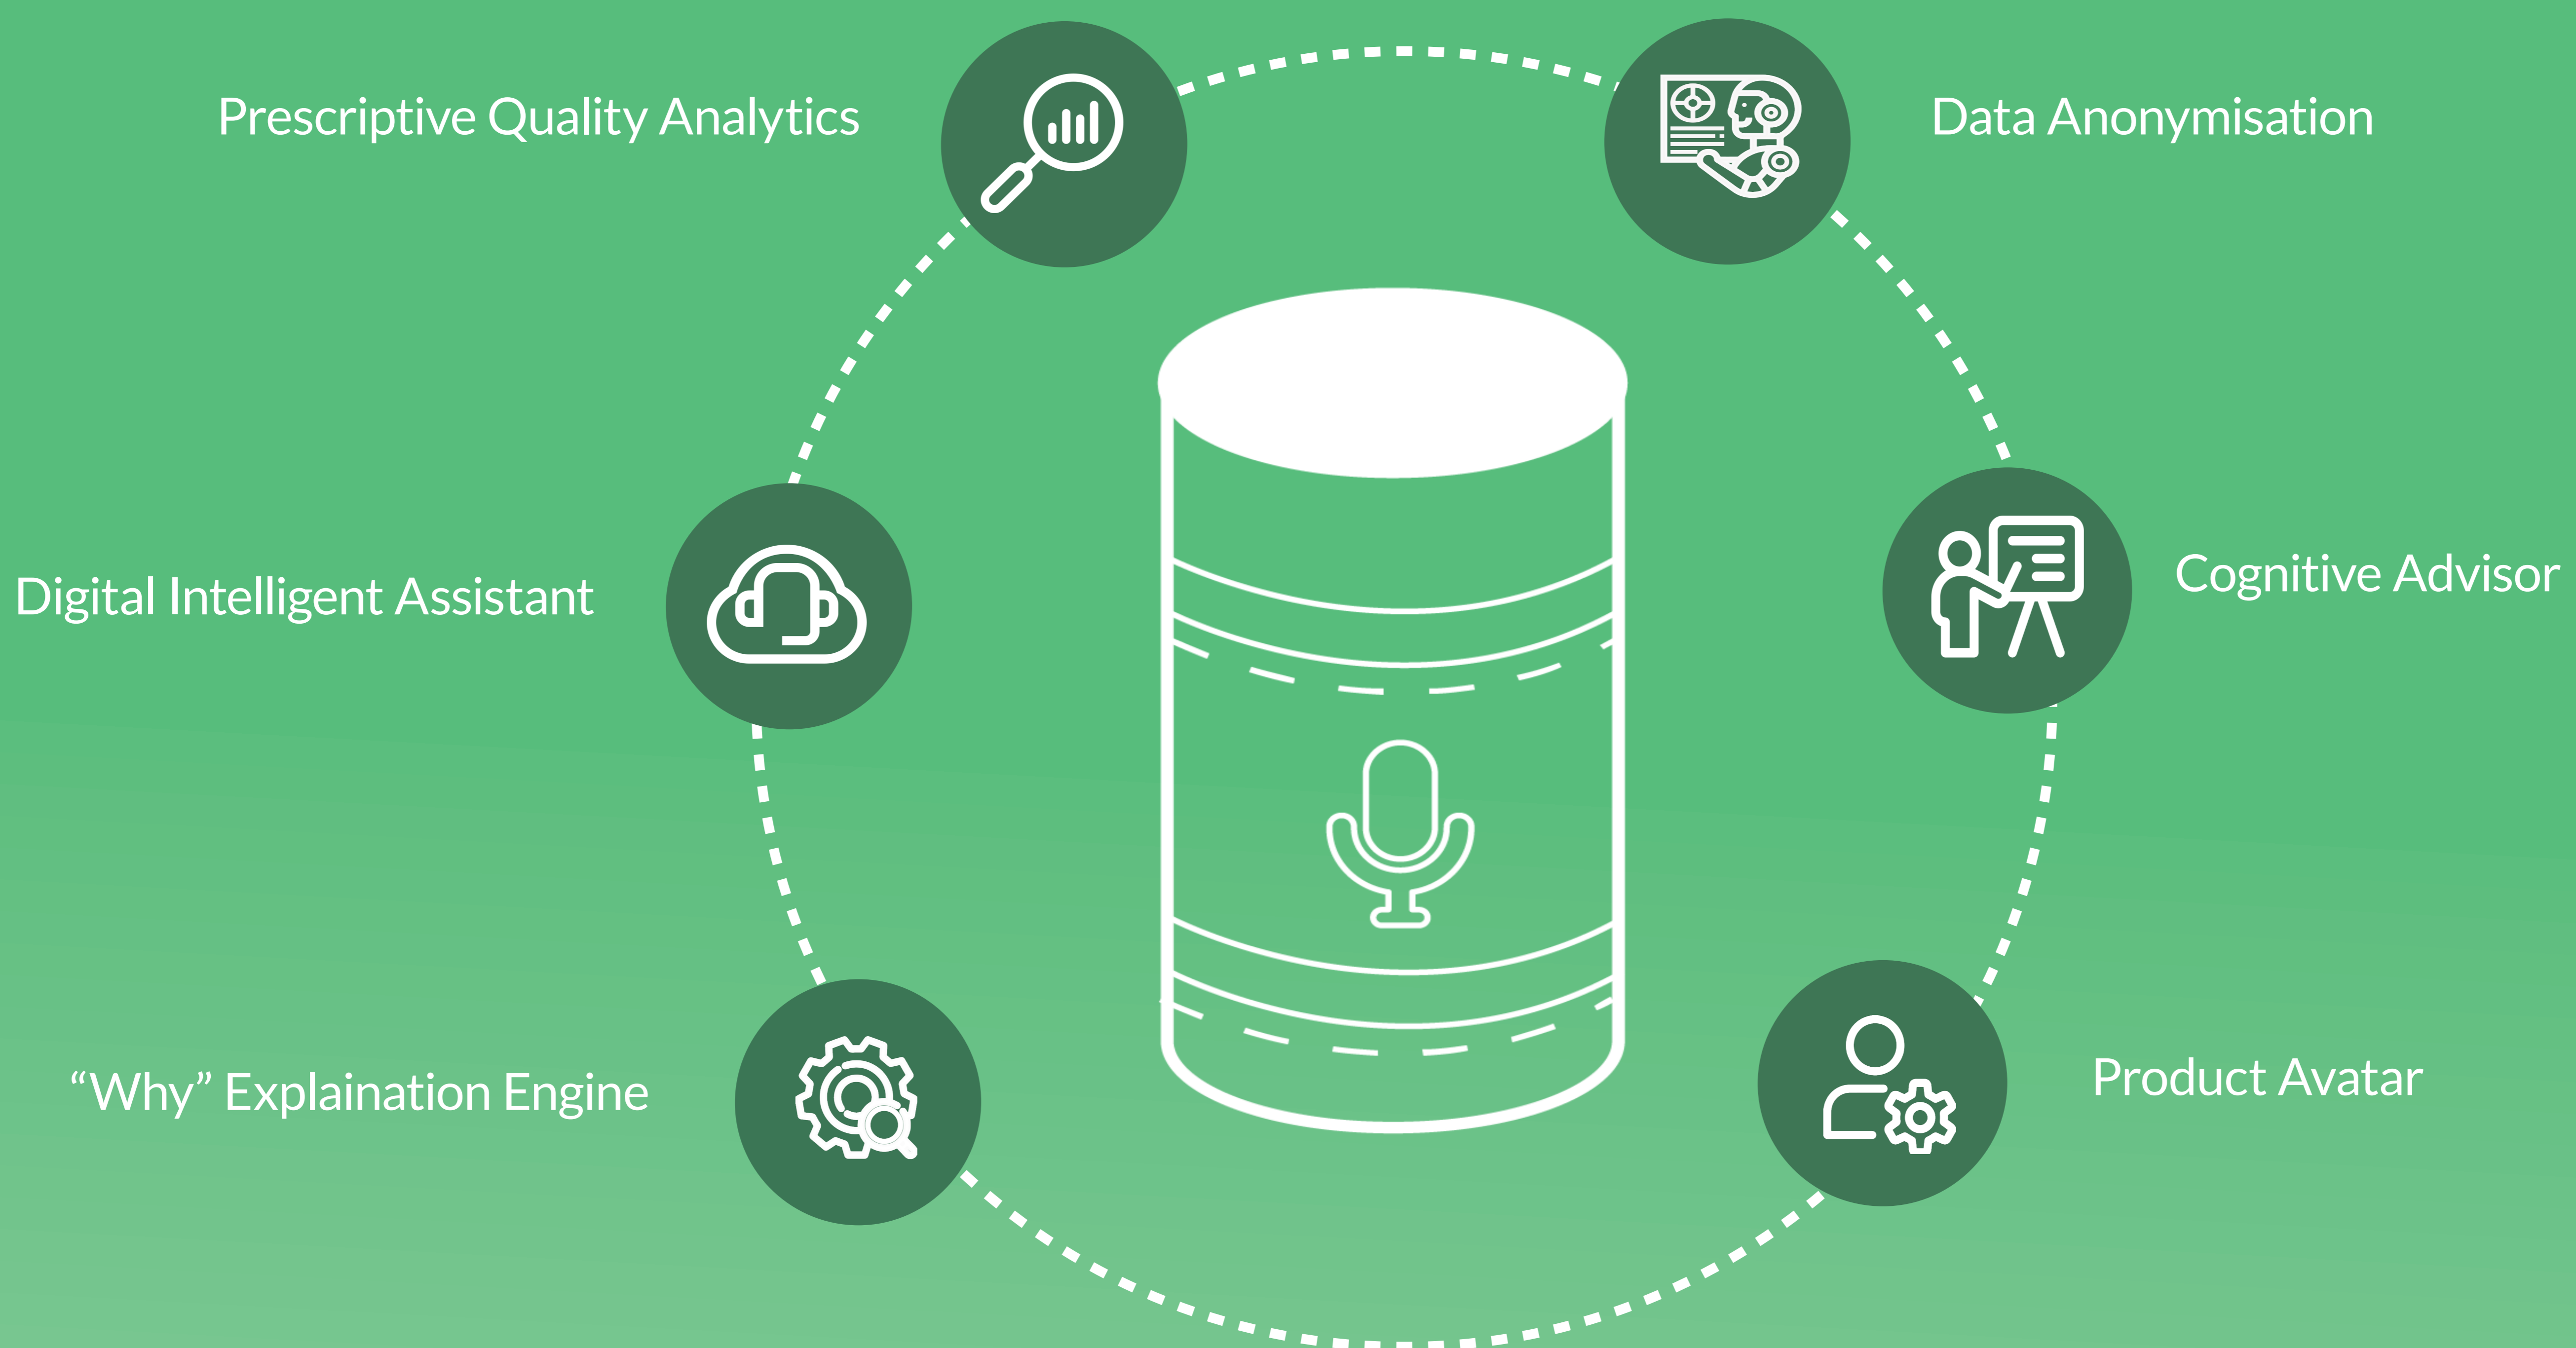 Prescriptive Quality Analytics
Data Anonymisation
Digital Intelligent Assistant
Cognitive Advisor
“Why” Explaination Engine
Product Avatar